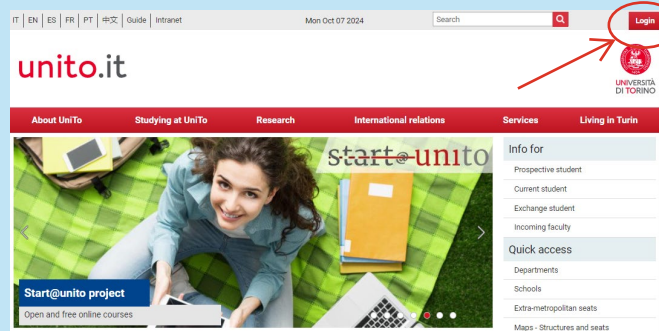 IT | EN | ES | FR | PT | 中文 | Guide | Intranet
Mon Oct 07 2024
Search
Login
unito.it
UNIVERSITÀ
DI TORINO
About UniTo
Studying at UniTo
Research
International relations
Services
Living in Turin
start@unito
Start@unito project
Open and free online courses
Info for
Prospective student
Current student
Exchange student
Incoming faculty
Quick access
Departments
Schools
Extra-metropolitan seats
Maps - Structures and seats